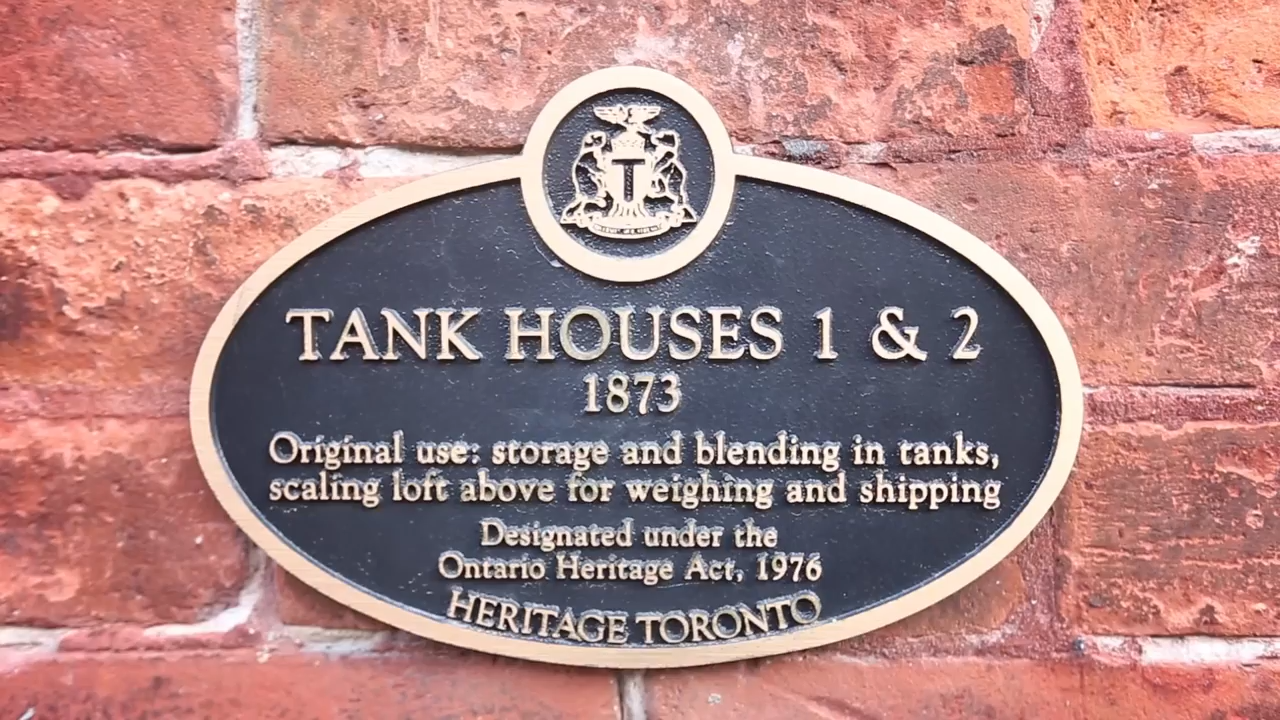 T
TANK HOUSES 1 & 2
1873
Original use: storage and blending in tanks,
scaling loft above for weighing and shipping
Designated under the
Ontario Heritage Act, 1976
HERITAGE TORONTO